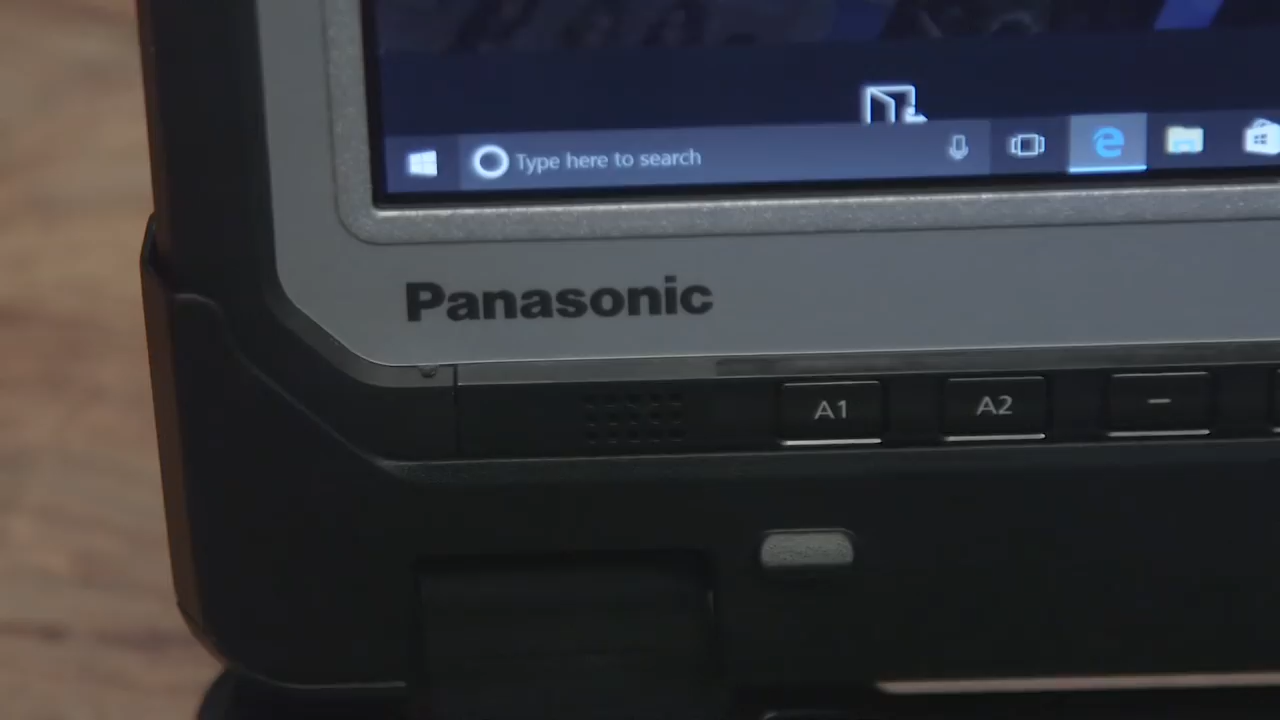 Type here to search
Panasonic
A1 A2 –